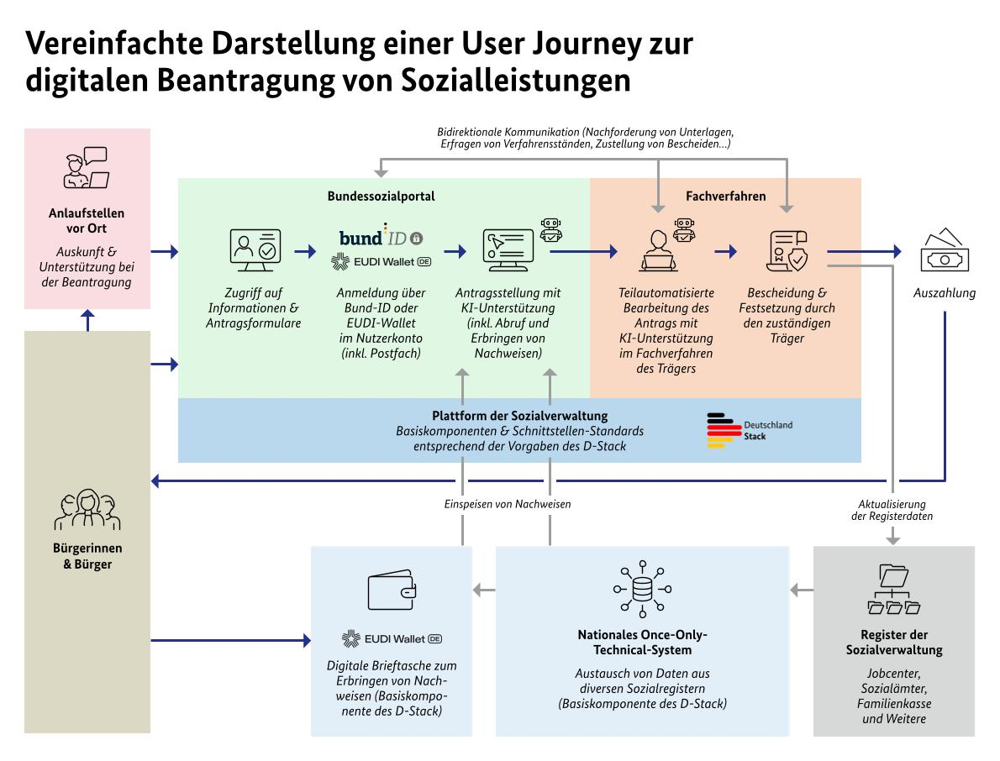 Vereinfachte Darstellung einer User Journey zur
digitalen Beantragung von Sozialleistungen
Bidirektionale Kommunikation (Nachforderung von Unterlagen,
Erfragen von Verfahrensständen, Zustellung von Bescheiden...)
Anlaufstellen
vor Ort
Auskunft &
Unterstützung bei
der Beantragung
Bundessozialportal
Zugriff auf
Informationen &
Antragsformulare
bundID
EUDI Wallet DE
Anmeldung über
Bund-ID oder
EUDI-Wallet
im Nutzerkonto
(inkl. Postfach)
Antragsstellung mit
KI-Unterstützung
(inkl. Abruf und
Erbringen von
Nachweisen)
Fachverfahren
Teilautomatisierte
Bearbeitung des
Antrags mit
KI-Unterstützung
im Fachverfahren
des Trägers
Bescheidung &
Festsetzung durch
den zuständigen
Träger
Auszahlung
Plattform der Sozialverwaltung
Basiskomponenten & Schnittstellen-Standards
entsprechend der Vorgaben des D-Stack
Deutschland
Stack
Bürgerinnen
& Bürger
Einspeisen von Nachweisen
Aktualisierung
der Registerdaten
EUDI Wallet DE
Digitale Brieftasche zum
Erbringen von Nach-
weisen (Basiskompo-
nente des D-Stack)
Nationales Once-Only-
Technical-System
Austausch von Daten aus
diversen Sozialregistern
(Basiskomponente des D-Stack)
Register der
Sozialverwaltung
Jobcenter,
Sozialämter,
Familienkasse
und Weitere